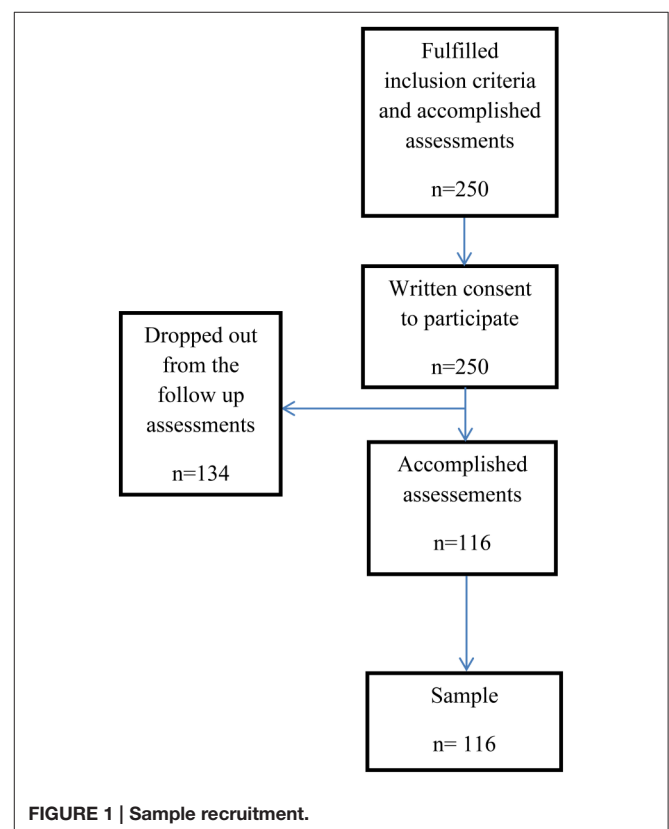 Fulfilled
inclusion criteria
and accomplished
assessments
n=250
Written consent
to participate
n=250
Dropped out
from the
follow up
assessments
n=134
Accomplished
assessements
n=116
Sample
n= 116
FIGURE 1 | Sample recruitment.